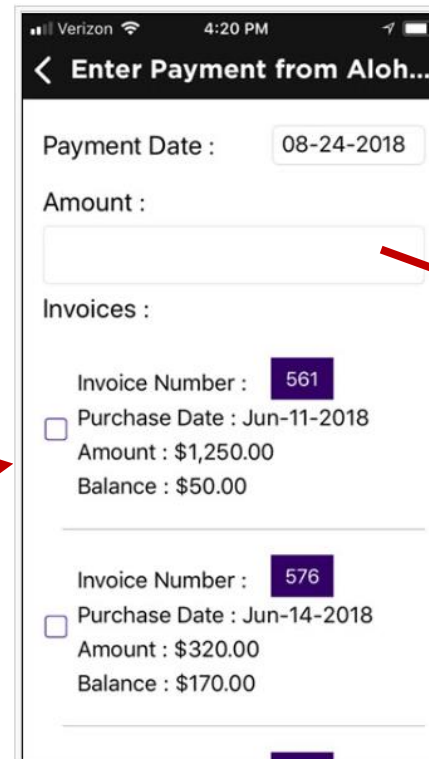 Verizon 4:20 PM
Enter Payment from Aloh...
Payment Date : 08-24-2018
Amount :
Invoices :
Invoice Number : 561
Purchase Date : Jun-11-2018
Amount : $1,250.00
Balance : $50.00
Invoice Number : 576
Purchase Date : Jun-14-2018
Amount : $320.00
Balance : $170.00